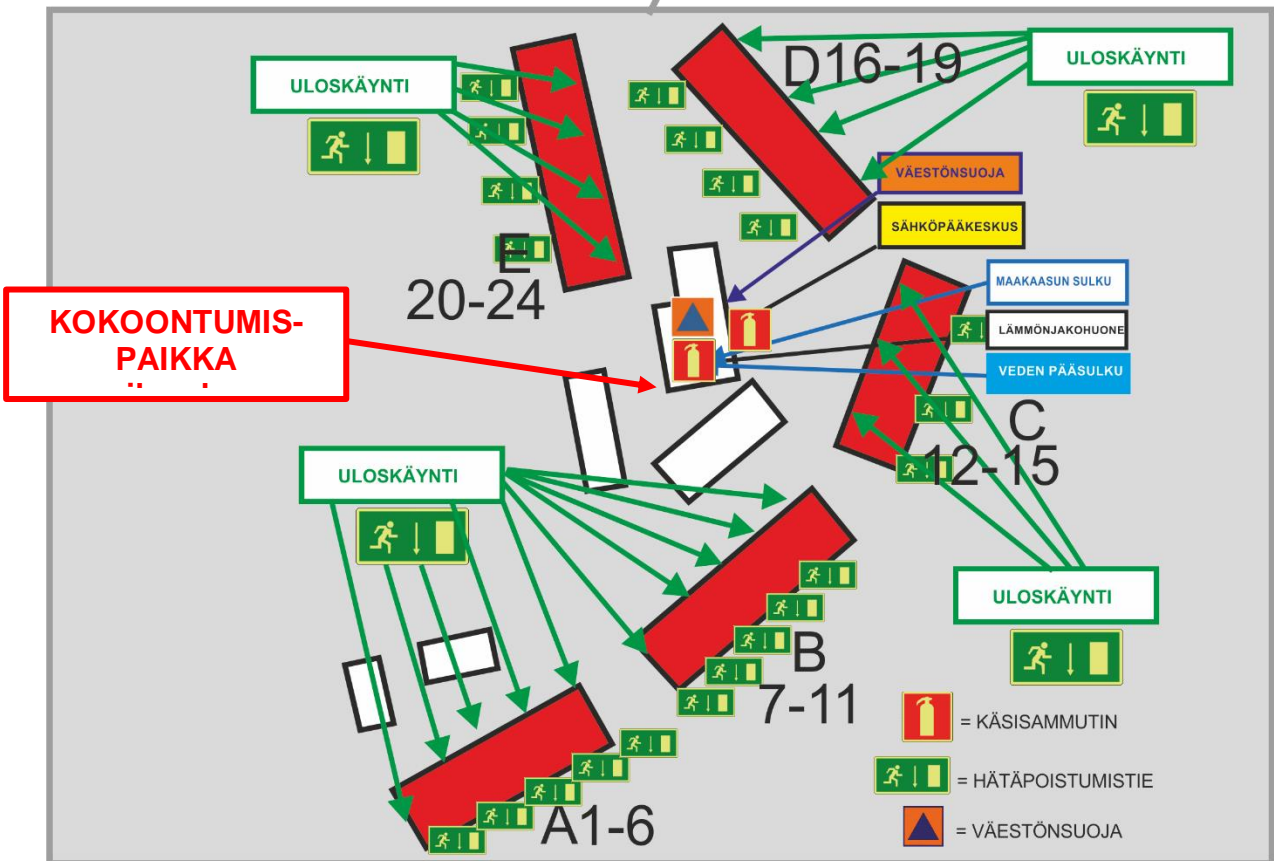 D16-19
ULOSKÄYNTI
ULOSKÄYNTI
VÄESTÖNSUOJA
SÄHKÖPÄÄKESKUS
E
20-24
MAAKAASUN SULKU
LÄMMÖNJAKOHUONE
VEDEN PÄÄSULKU
KOKOONTUMIS-
PAIKKA
C
12-15
ULOSKÄYNTI
ULOSKÄYNTI
B
7-11
A1-6
= KÄSISAMMUTIN
= HÄTÄPOISTUMISTIE
= VÄESTÖNSUOJA